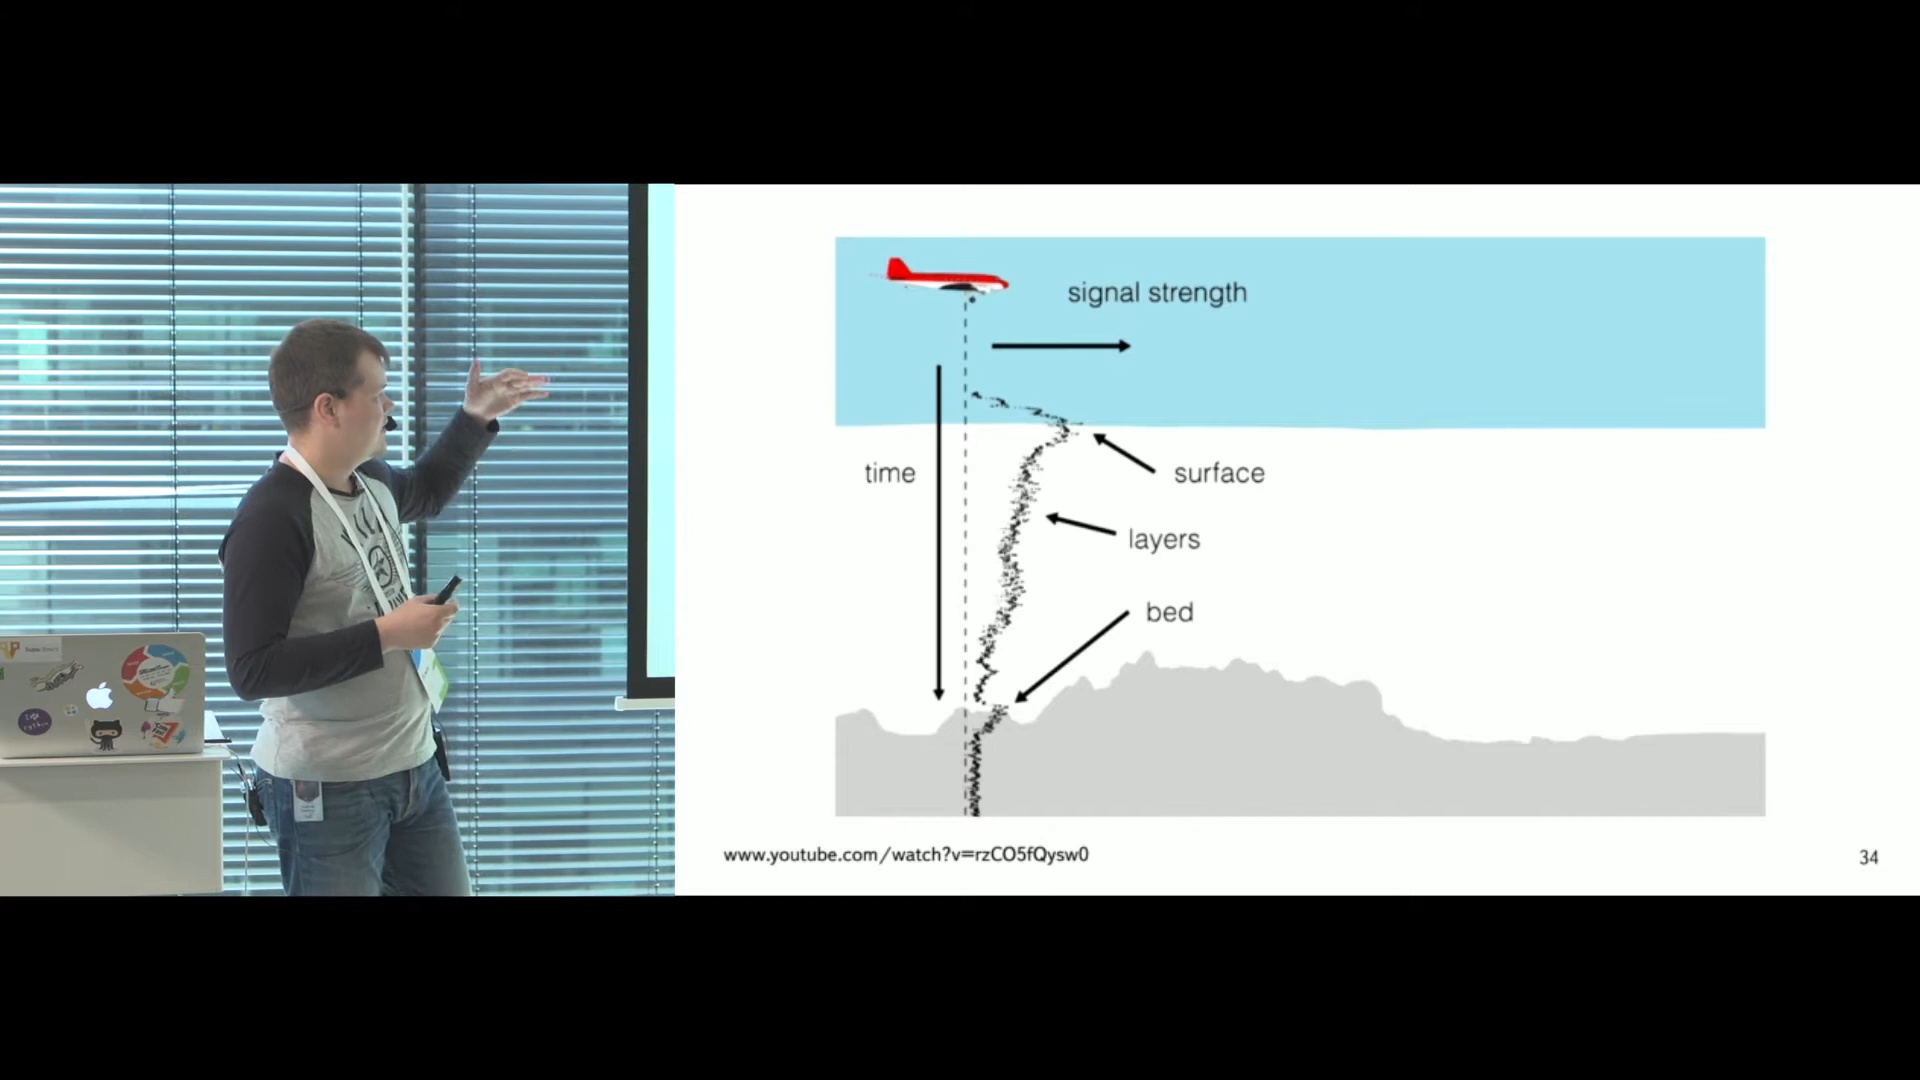 signal strength
time
surface
layers
bed
www.youtube.com/watch?v=rzCO5fQysw0
34